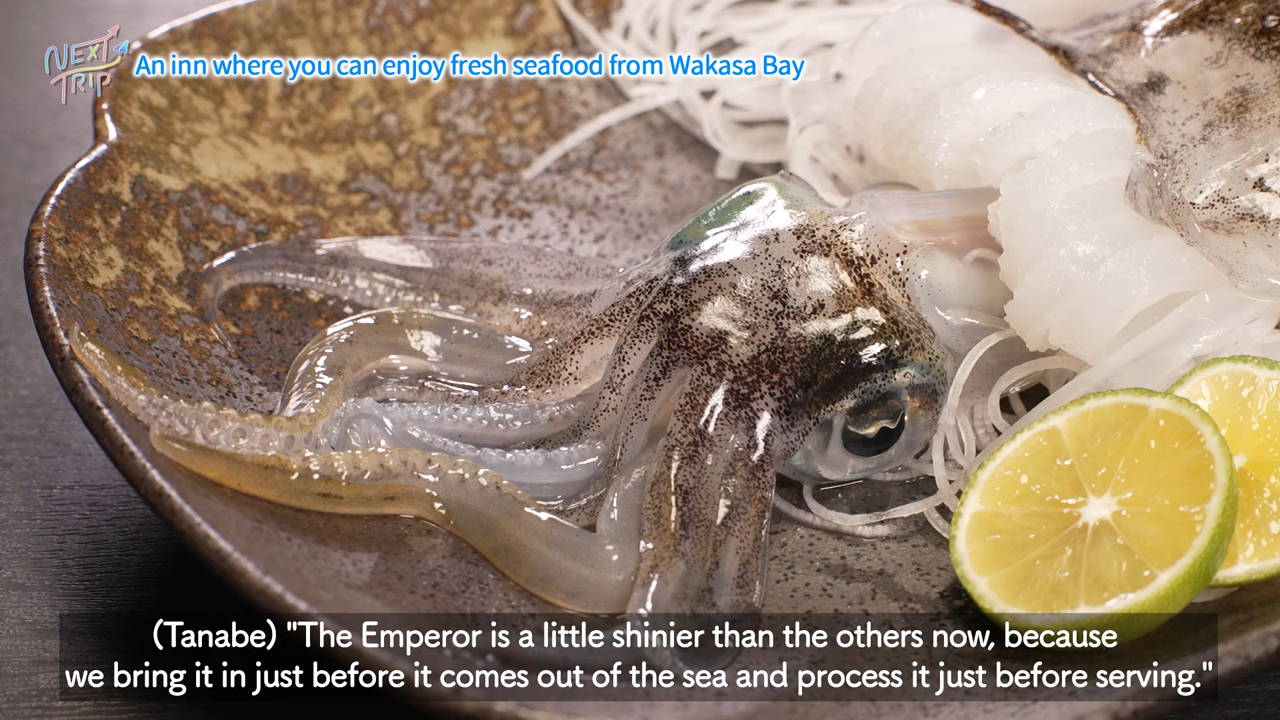 NEXT
TRIP
An inn where you can enjoy fresh seafood from Wakasa Bay
(Tanabe) "The Emperor is a little shinier than the others now, because
we bring it in just before it comes out of the sea and process it just before serving."